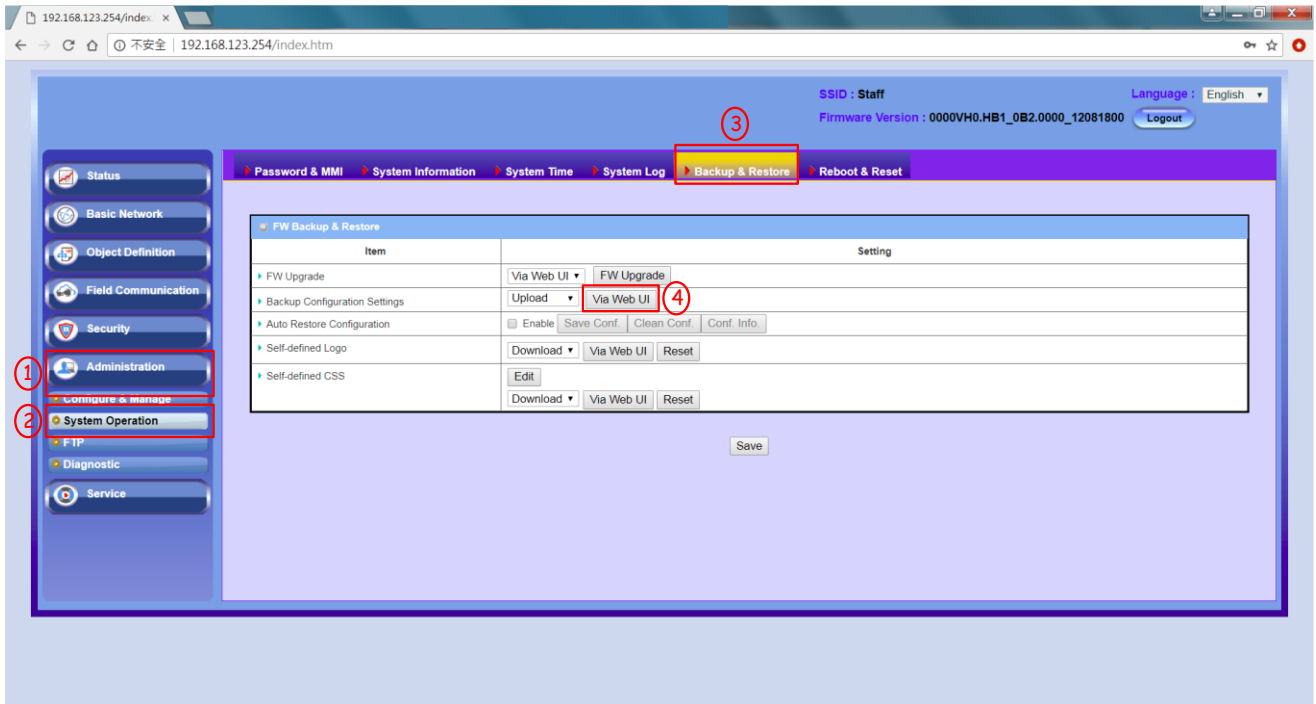 192.168.123.254/index.
不安全 | 192.168.123.254/index.htm
SSID : Staff
Language : English
Firmware Version : 0000VH0.HB1_0B2.0000_12081800 Logout
3
Status
Basic Network
Object Definition
Field Communication
Security
1 Administration
Configure & Manage
2 System Operation
FTP
Diagnostic
Service
Password & MMI System Information System Time System Log Backup & Restore Reboot & Reset
FW Backup & Restore
Item Setting
FW Upgrade Via Web UI FW Upgrade
Backup Configuration Settings Upload Via Web UI 4
Auto Restore Configuration Enable Save Conf. Clean Conf. Conf. Info.
Self-defined Logo Download Via Web UI Reset
Self-defined CSS Edit
Download Via Web UI Reset
Save